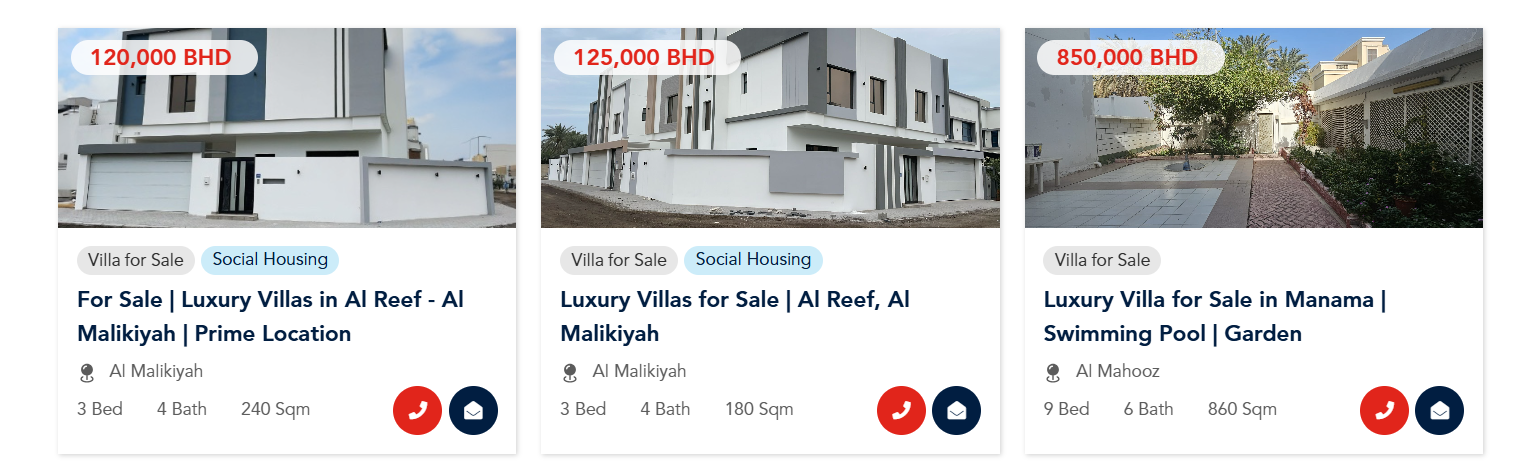 120,000 BHD
Villa for Sale
Social Housing
For Sale | Luxury Villas in Al Reef - Al
Malikiyah | Prime Location
Al Malikiyah
3 Bed 4 Bath 240 Sqm
125,000 BHD
Villa for Sale
Social Housing
Luxury Villas for Sale | Al Reef, Al
Malikiyah
Al Malikiyah
3 Bed 4 Bath 180 Sqm
850,000 BHD
Villa for Sale
Luxury Villa for Sale in Manama |
Swimming Pool | Garden
Al Mahooz
9 Bed 6 Bath 860 Sqm